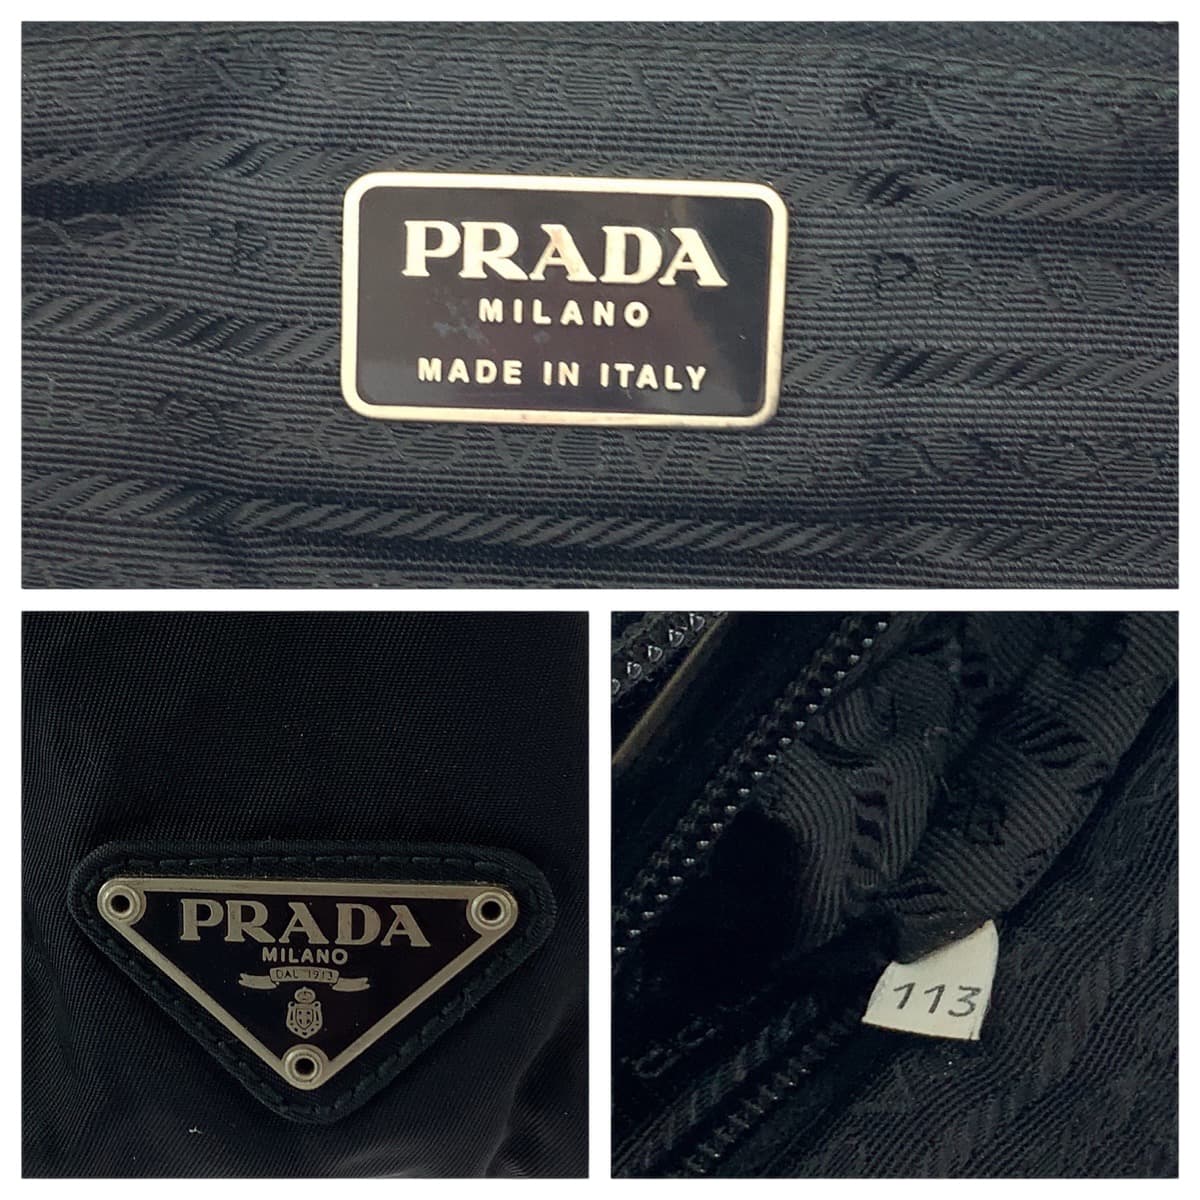 PRADA
MILANO
MADE IN ITALY
PRADA
MILANO
DAL 1913
113